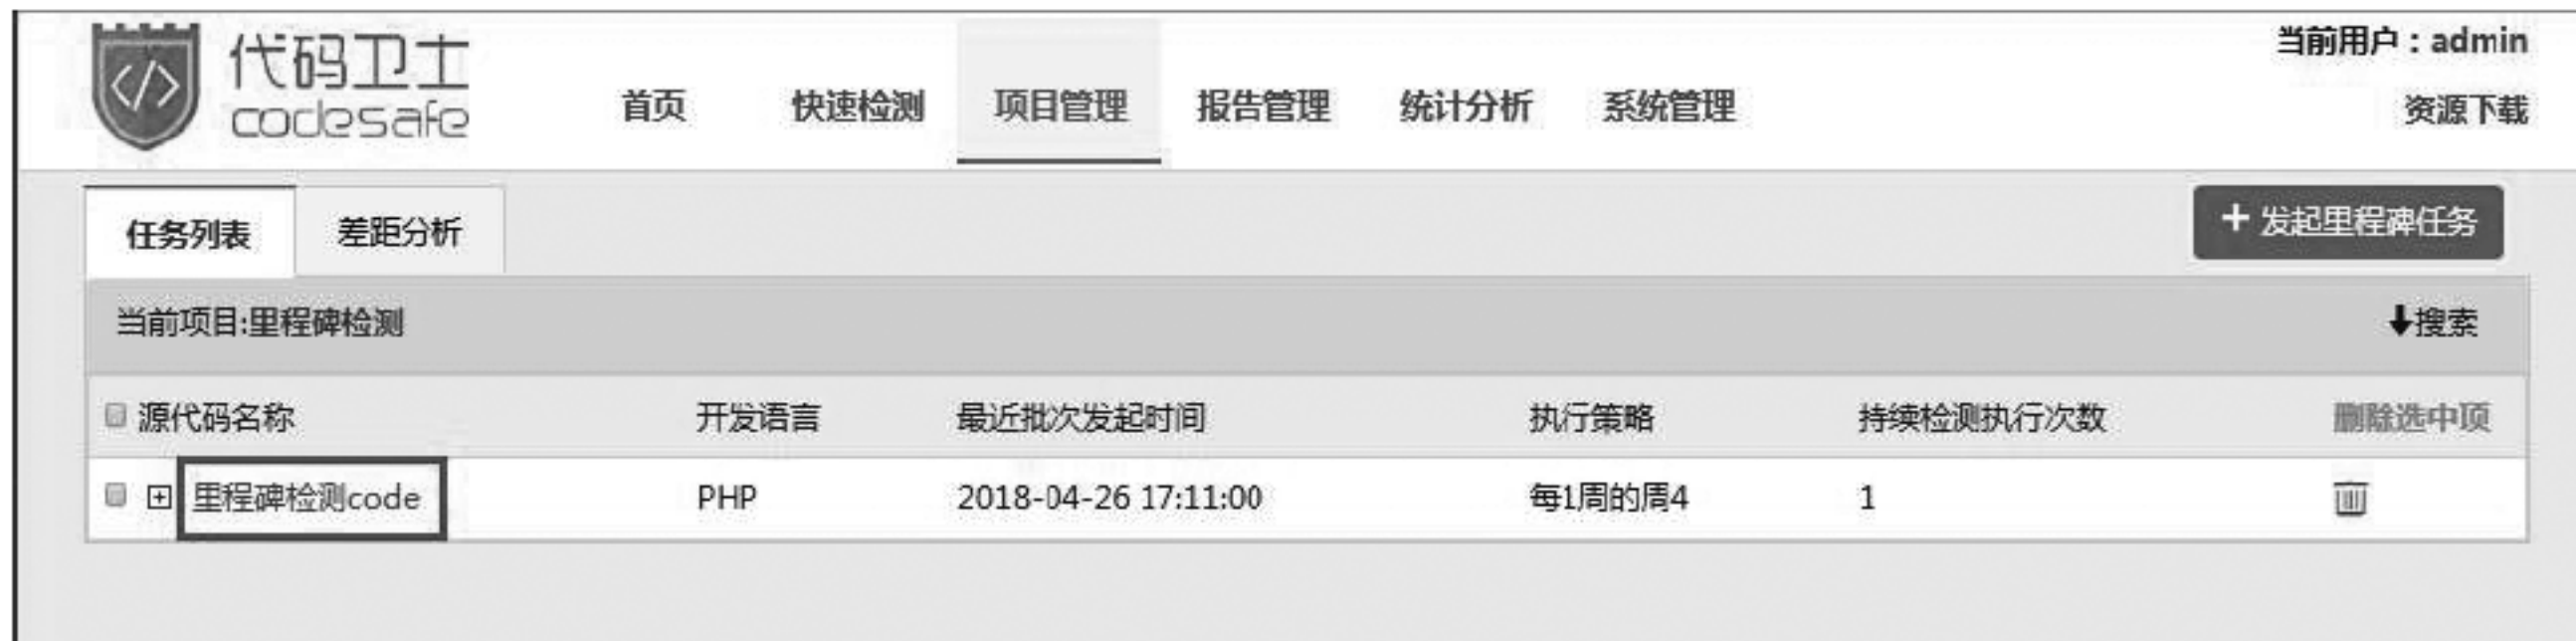 代码卫士
codesafe
当前用户：admin
首页 快速检测 项目管理 报告管理 统计分析 系统管理 资源下载
任务列表 差距分析 + 发起里程碑任务
当前项目:里程碑检测 搜索
源代码名称 开发语言 最近批次发起时间 执行策略 持续检测执行次数 删除选中项
里程碑检测code PHP 2018-04-26 17:11:00 每1周的周4 1